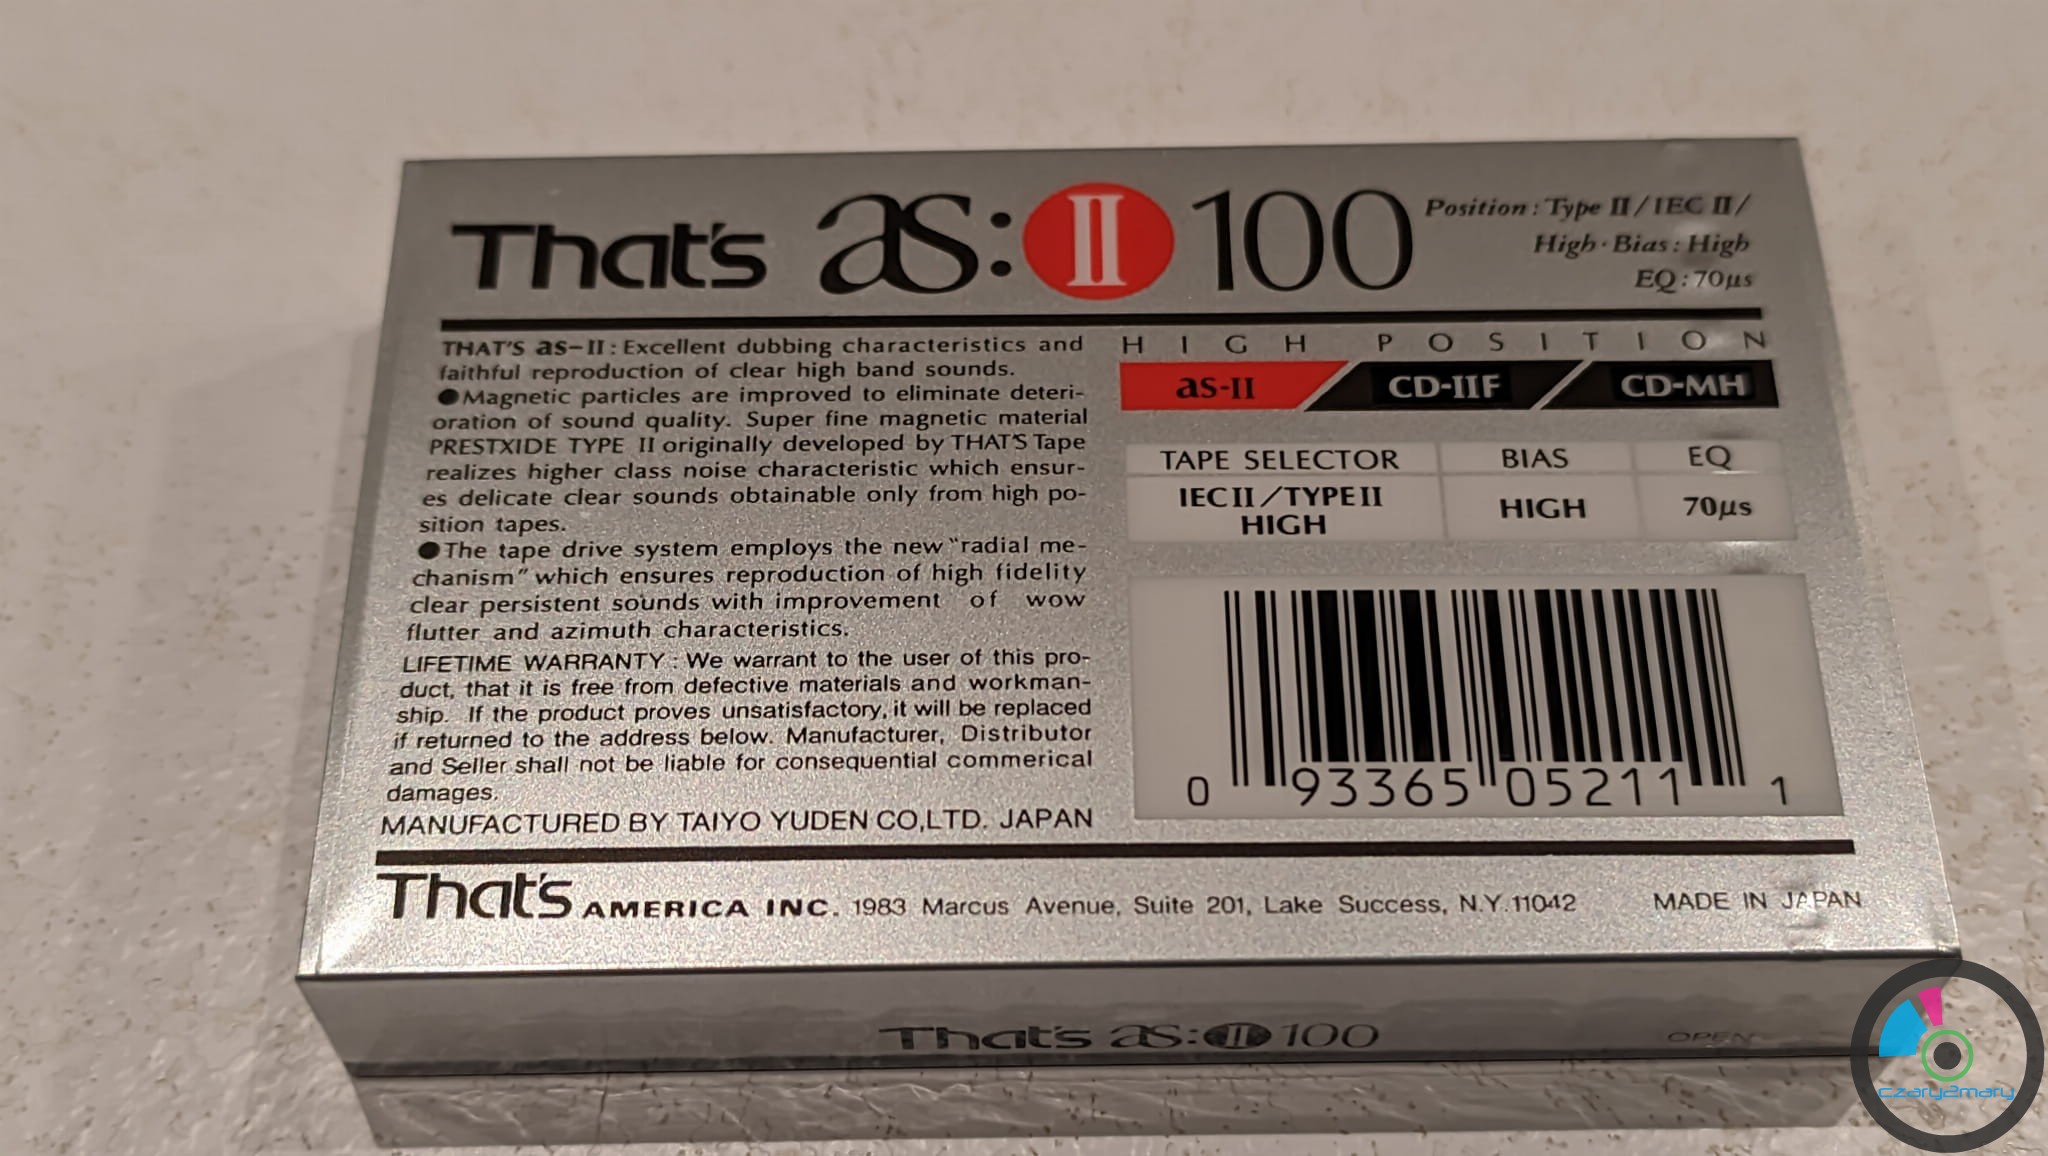 That's as:II 100
Position : Type II / IEC II /
High · Bias : High
EQ : 70μs
THAT'S as-II : Excellent dubbing characteristics and
faithful reproduction of clear high band sounds.
●Magnetic particles are improved to eliminate deteri-
oration of sound quality. Super fine magnetic material
PRESTXIDE TYPE II originally developed by THAT'S Tape
realizes higher class noise characteristic which ensur-
es delicate clear sounds obtainable only from high po-
sition tapes.
●The tape drive system employs the new "radial me-
chanism" which ensures reproduction of high fidelity
clear persistent sounds with improvement of wow
flutter and azimuth characteristics.
LIFETIME WARRANTY : We warrant to the user of this pro-
duct, that it is free from defective materials and workman-
ship. If the product proves unsatisfactory, it will be replaced
if returned to the address below. Manufacturer, Distributor
and Seller shall not be liable for consequential commerical
damages.
MANUFACTURED BY TAIYO YUDEN CO,LTD. JAPAN
HIGH POSITION
as-II CD-IIF CD-MH
TAPE SELECTOR BIAS EQ
IEC II / TYPE II HIGH 70μs
HIGH
0 93365 05211 1
That's AMERICA INC. 1983 Marcus Avenue, Suite 201, Lake Success, N.Y. 11042 MADE IN JAPAN
That's as:II 100 OPEN
czary2mary